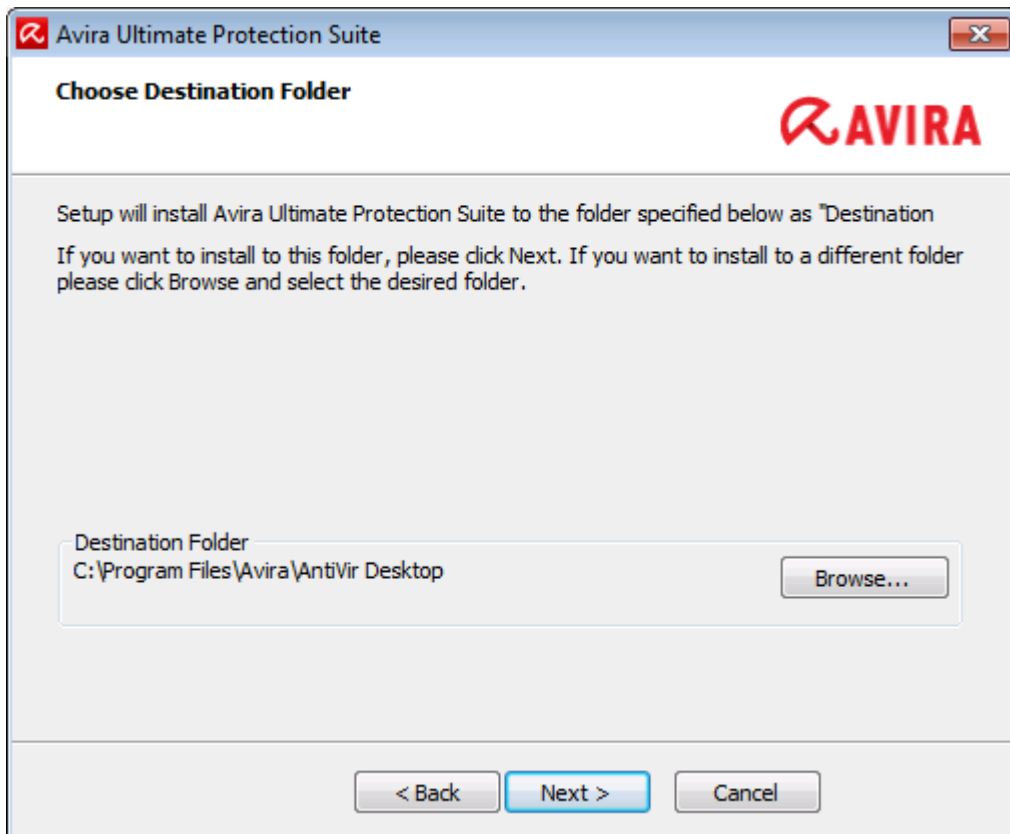 Avira Ultimate Protection Suite
Choose Destination Folder
AVIRA
Setup will install Avira Ultimate Protection Suite to the folder specified below as "Destination
If you want to install to this folder, please click Next. If you want to install to a different folder
please click Browse and select the desired folder.
Destination Folder
C:\Program Files\Avira\AntiVir Desktop
Browse...
< Back
Next >
Cancel